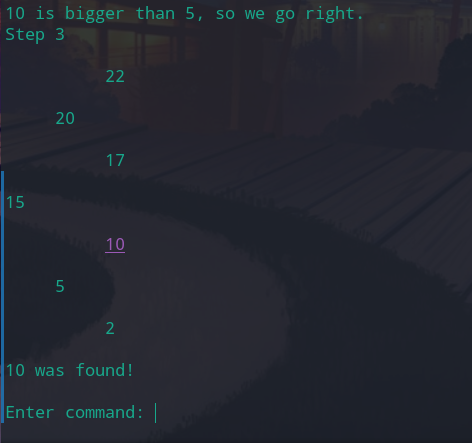 10 is bigger than 5, so we go right.
Step 3
22
20
17
15
10
5
2
10 was found!
Enter command: